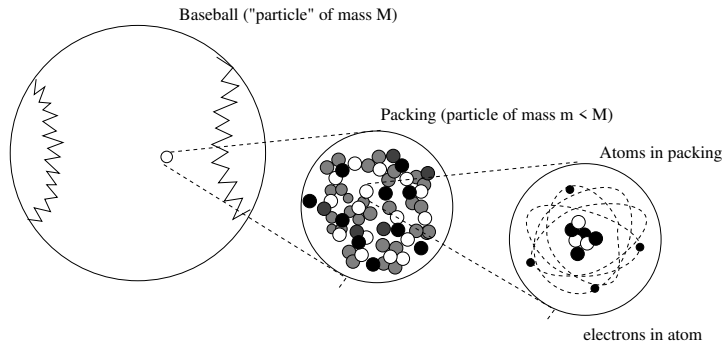 Baseball ("particle" of mass M)
Packing (particle of mass m < M)
Atoms in packing
electrons in atom